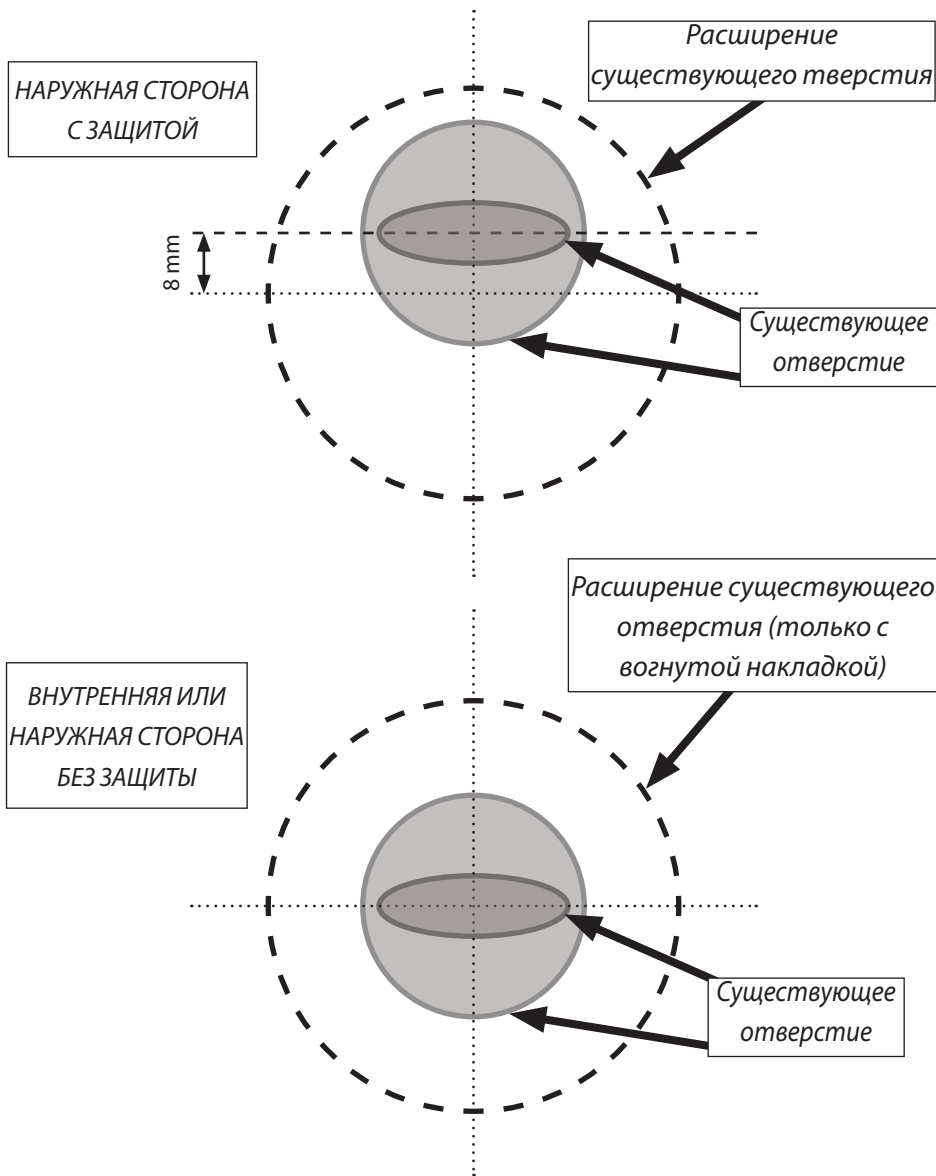 Расширение
существующего тверстия
НАРУЖНАЯ СТОРОНА
С ЗАЩИТОЙ
8 mm
Существующее
отверстие
Расширение существующего
отверстия (только с
вогнутой накладкой)
ВНУТРЕННЯЯ ИЛИ
НАРУЖНАЯ СТОРОНА
БЕЗ ЗАЩИТЫ
Существующее
отверстие